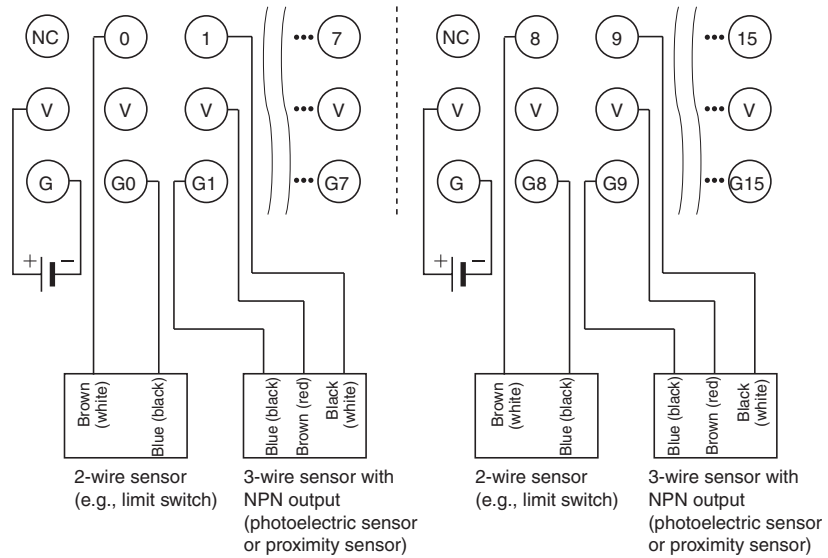 NC 0 1 ••• 7 NC 8 9 ••• 15
V V V ••• V V V V ••• V
G G0 G1 ••• G7 G G8 G9 ••• G15
+ − + −
Brown (white)
Blue (black)
Blue (black)
Brown (red)
Black (white)
Brown (white)
Blue (black)
Blue (black)
Brown (red)
Black (white)
2-wire sensor
(e.g., limit switch)
3-wire sensor with
NPN output
(photoelectric sensor
or proximity sensor)
2-wire sensor
(e.g., limit switch)
3-wire sensor with
NPN output
(photoelectric sensor
or proximity sensor)